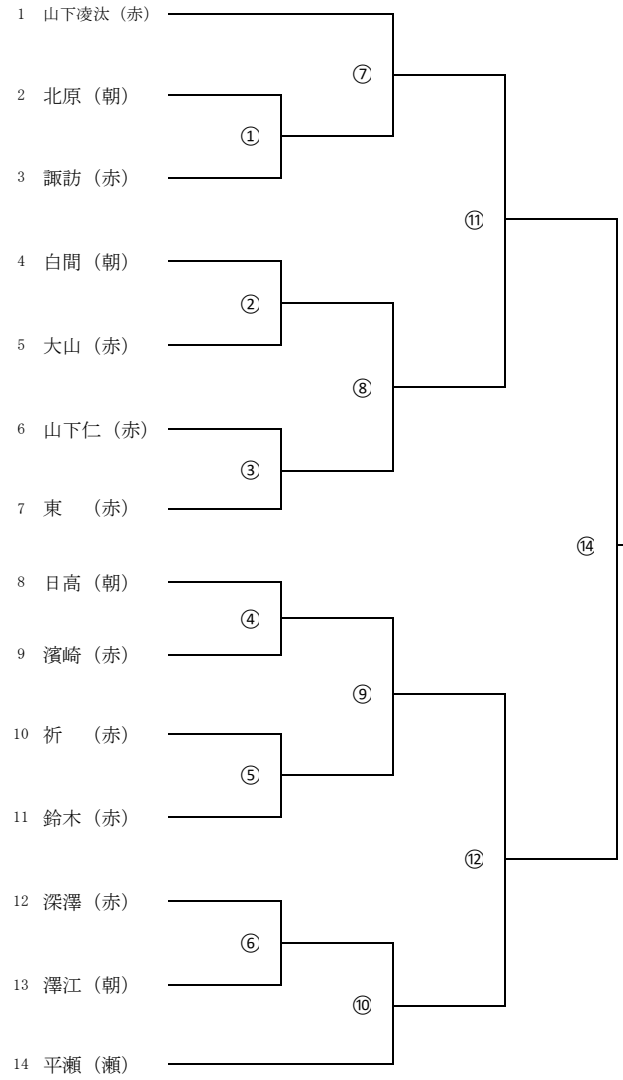 1 山下凌汰（赤）
⑦
2 北原（朝）
①
3 諏訪（赤）
⑪
4 白間（朝）
②
5 大山（赤）
⑧
6 山下仁（赤）
③
7 東　（赤）
⑭
8 日高（朝）
④
9 濱崎（赤）
⑨
10 祈　（赤）
⑤
11 鈴木（赤）
⑫
12 深澤（赤）
⑥
13 澤江（朝）
⑩
14 平瀬（瀬）